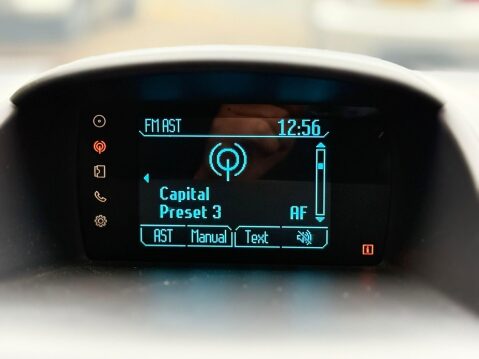 FM AST 12:56
Capital
Preset 3 AF
AST Manual Text